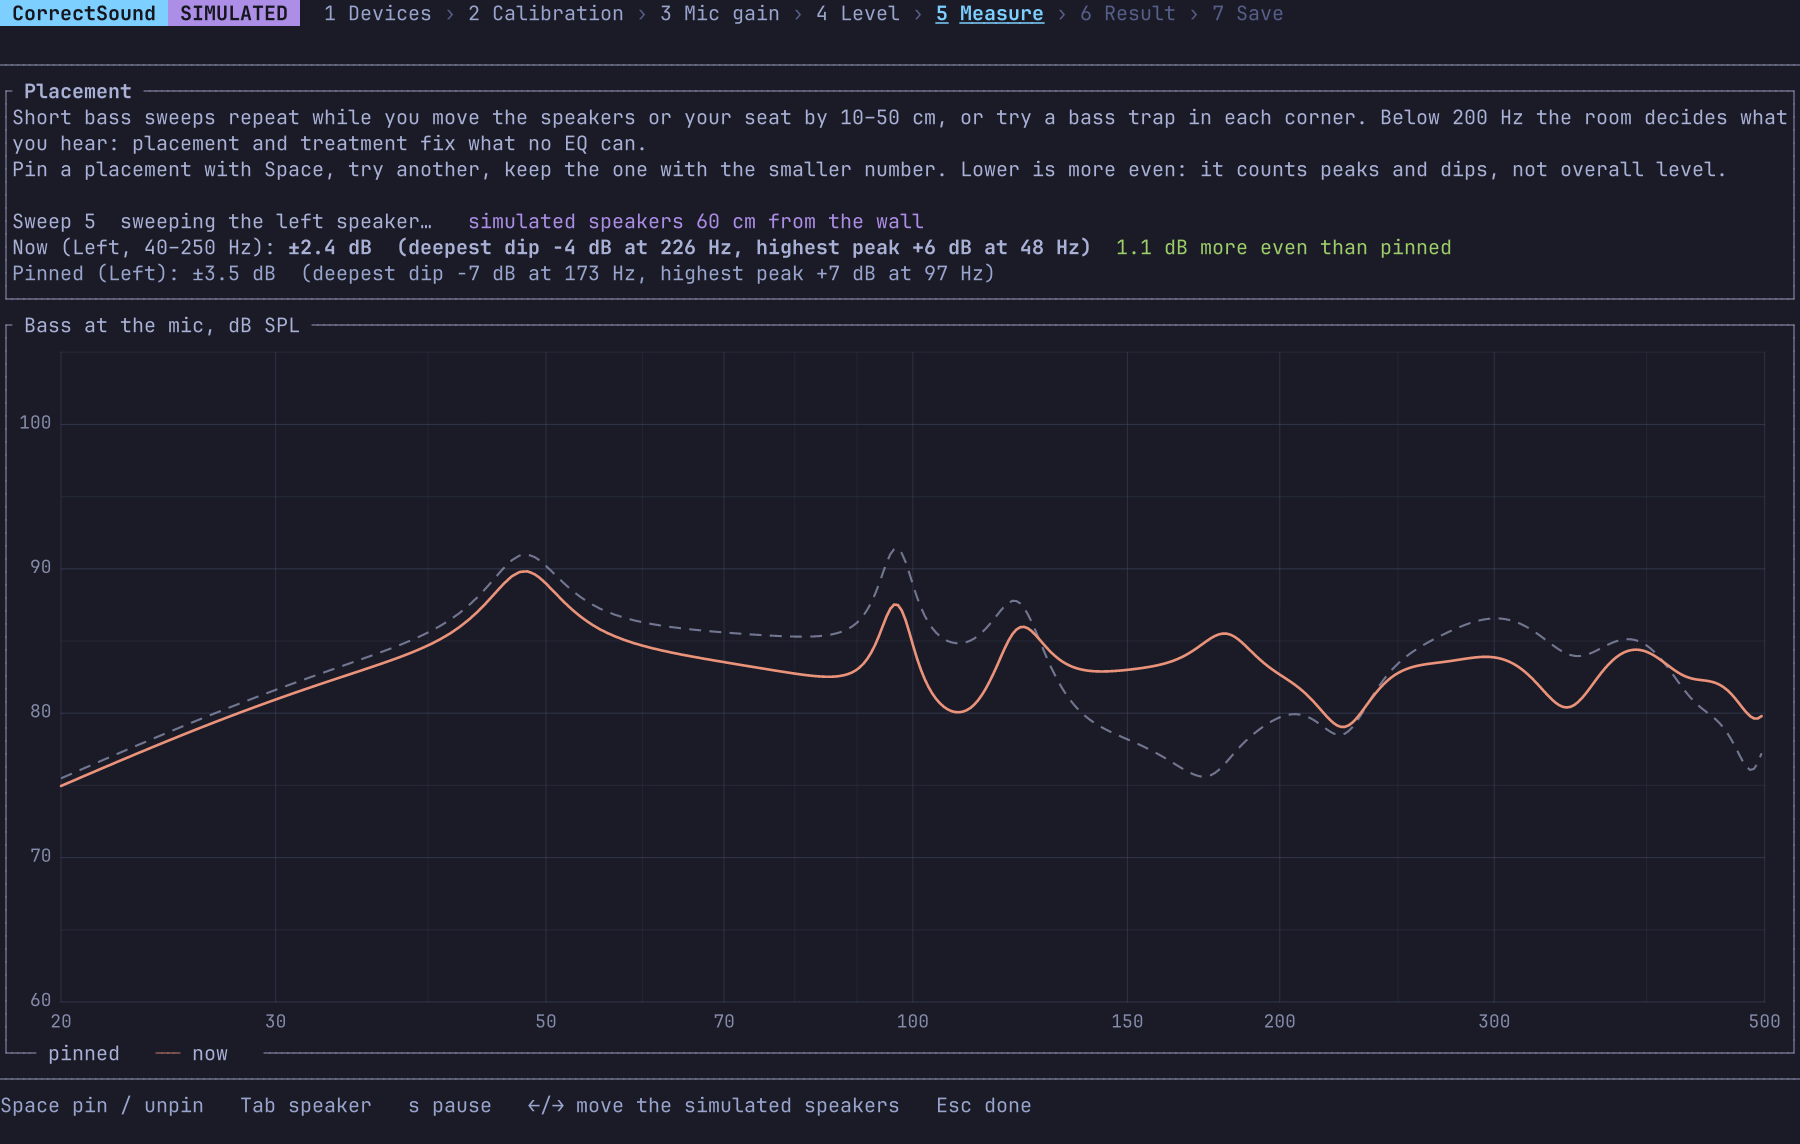 CorrectSound SIMULATED 1 Devices › 2 Calibration › 3 Mic gain › 4 Level › 5 Measure › 6 Result › 7 Save
Placement
Short bass sweeps repeat while you move the speakers or your seat by 10–50 cm, or try a bass trap in each corner. Below 200 Hz the room decides what
you hear: placement and treatment fix what no EQ can.
Pin a placement with Space, try another, keep the one with the smaller number. Lower is more even: it counts peaks and dips, not overall level.
Sweep 5 sweeping the left speaker… simulated speakers 60 cm from the wall
Now (Left, 40–250 Hz): ±2.4 dB (deepest dip -4 dB at 226 Hz, highest peak +6 dB at 48 Hz) 1.1 dB more even than pinned
Pinned (Left): ±3.5 dB (deepest dip -7 dB at 173 Hz, highest peak +7 dB at 97 Hz)
Bass at the mic, dB SPL
100
90
80
70
60
20 30 50 70 100 150 200 300 500
pinned now
Space pin / unpin Tab speaker s pause ←/→ move the simulated speakers Esc done